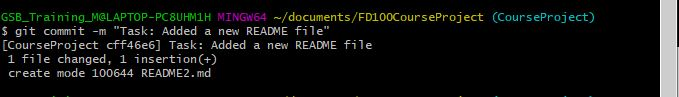 GSB_Training_M@LAPTOP-PC8UHM1H MINGW64 ~/documents/FD100CourseProject (CourseProject)
$ git commit -m "Task: Added a new README file"
[CourseProject cff46e6] Task: Added a new README file
 1 file changed, 1 insertion(+)
 create mode 100644 README2.md